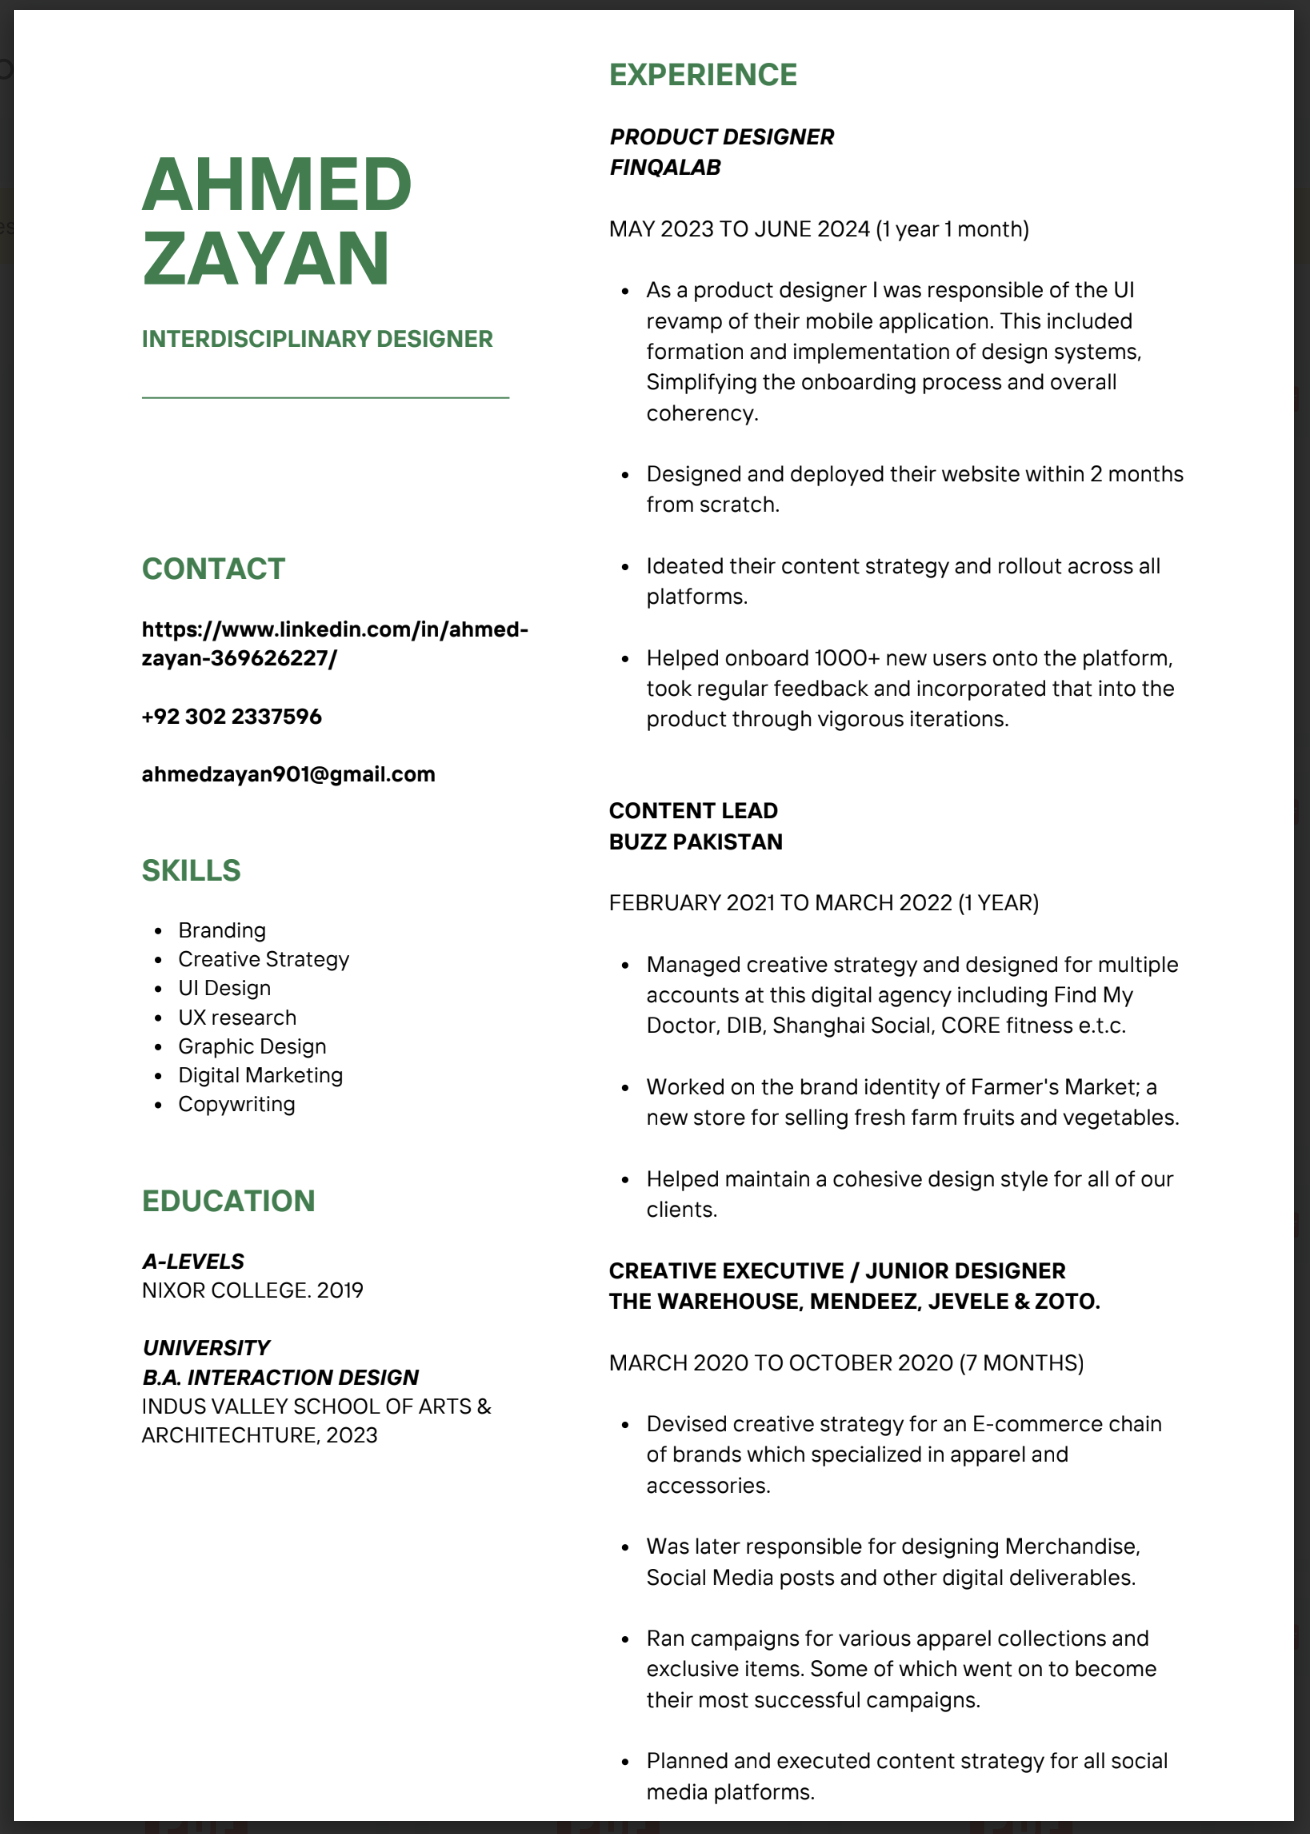 AHMED
ZAYAN
INTERDISCIPLINARY DESIGNER
CONTACT
https://www.linkedin.com/in/ahmed-
zayan-369626227/
+92 302 2337596
ahmedzayan901@gmail.com
SKILLS
• Branding
• Creative Strategy
• UI Design
• UX research
• Graphic Design
• Digital Marketing
• Copywriting
EDUCATION
A-LEVELS
NIXOR COLLEGE. 2019
UNIVERSITY
B.A. INTERACTION DESIGN
INDUS VALLEY SCHOOL OF ARTS &
ARCHITECHTURE, 2023
EXPERIENCE
PRODUCT DESIGNER
FINQALAB
MAY 2023 TO JUNE 2024 (1 year 1 month)
• As a product designer I was responsible of the UI
revamp of their mobile application. This included
formation and implementation of design systems,
Simplifying the onboarding process and overall
coherency.
• Designed and deployed their website within 2 months
from scratch.
• Ideated their content strategy and rollout across all
platforms.
• Helped onboard 1000+ new users onto the platform,
took regular feedback and incorporated that into the
product through vigorous iterations.
CONTENT LEAD
BUZZ PAKISTAN
FEBRUARY 2021 TO MARCH 2022 (1 YEAR)
• Managed creative strategy and designed for multiple
accounts at this digital agency including Find My
Doctor, DIB, Shanghai Social, CORE fitness e.t.c.
• Worked on the brand identity of Farmer's Market; a
new store for selling fresh farm fruits and vegetables.
• Helped maintain a cohesive design style for all of our
clients.
CREATIVE EXECUTIVE / JUNIOR DESIGNER
THE WAREHOUSE, MENDEEZ, JEVELE & ZOTO.
MARCH 2020 TO OCTOBER 2020 (7 MONTHS)
• Devised creative strategy for an E-commerce chain
of brands which specialized in apparel and
accessories.
• Was later responsible for designing Merchandise,
Social Media posts and other digital deliverables.
• Ran campaigns for various apparel collections and
exclusive items. Some of which went on to become
their most successful campaigns.
• Planned and executed content strategy for all social
media platforms.